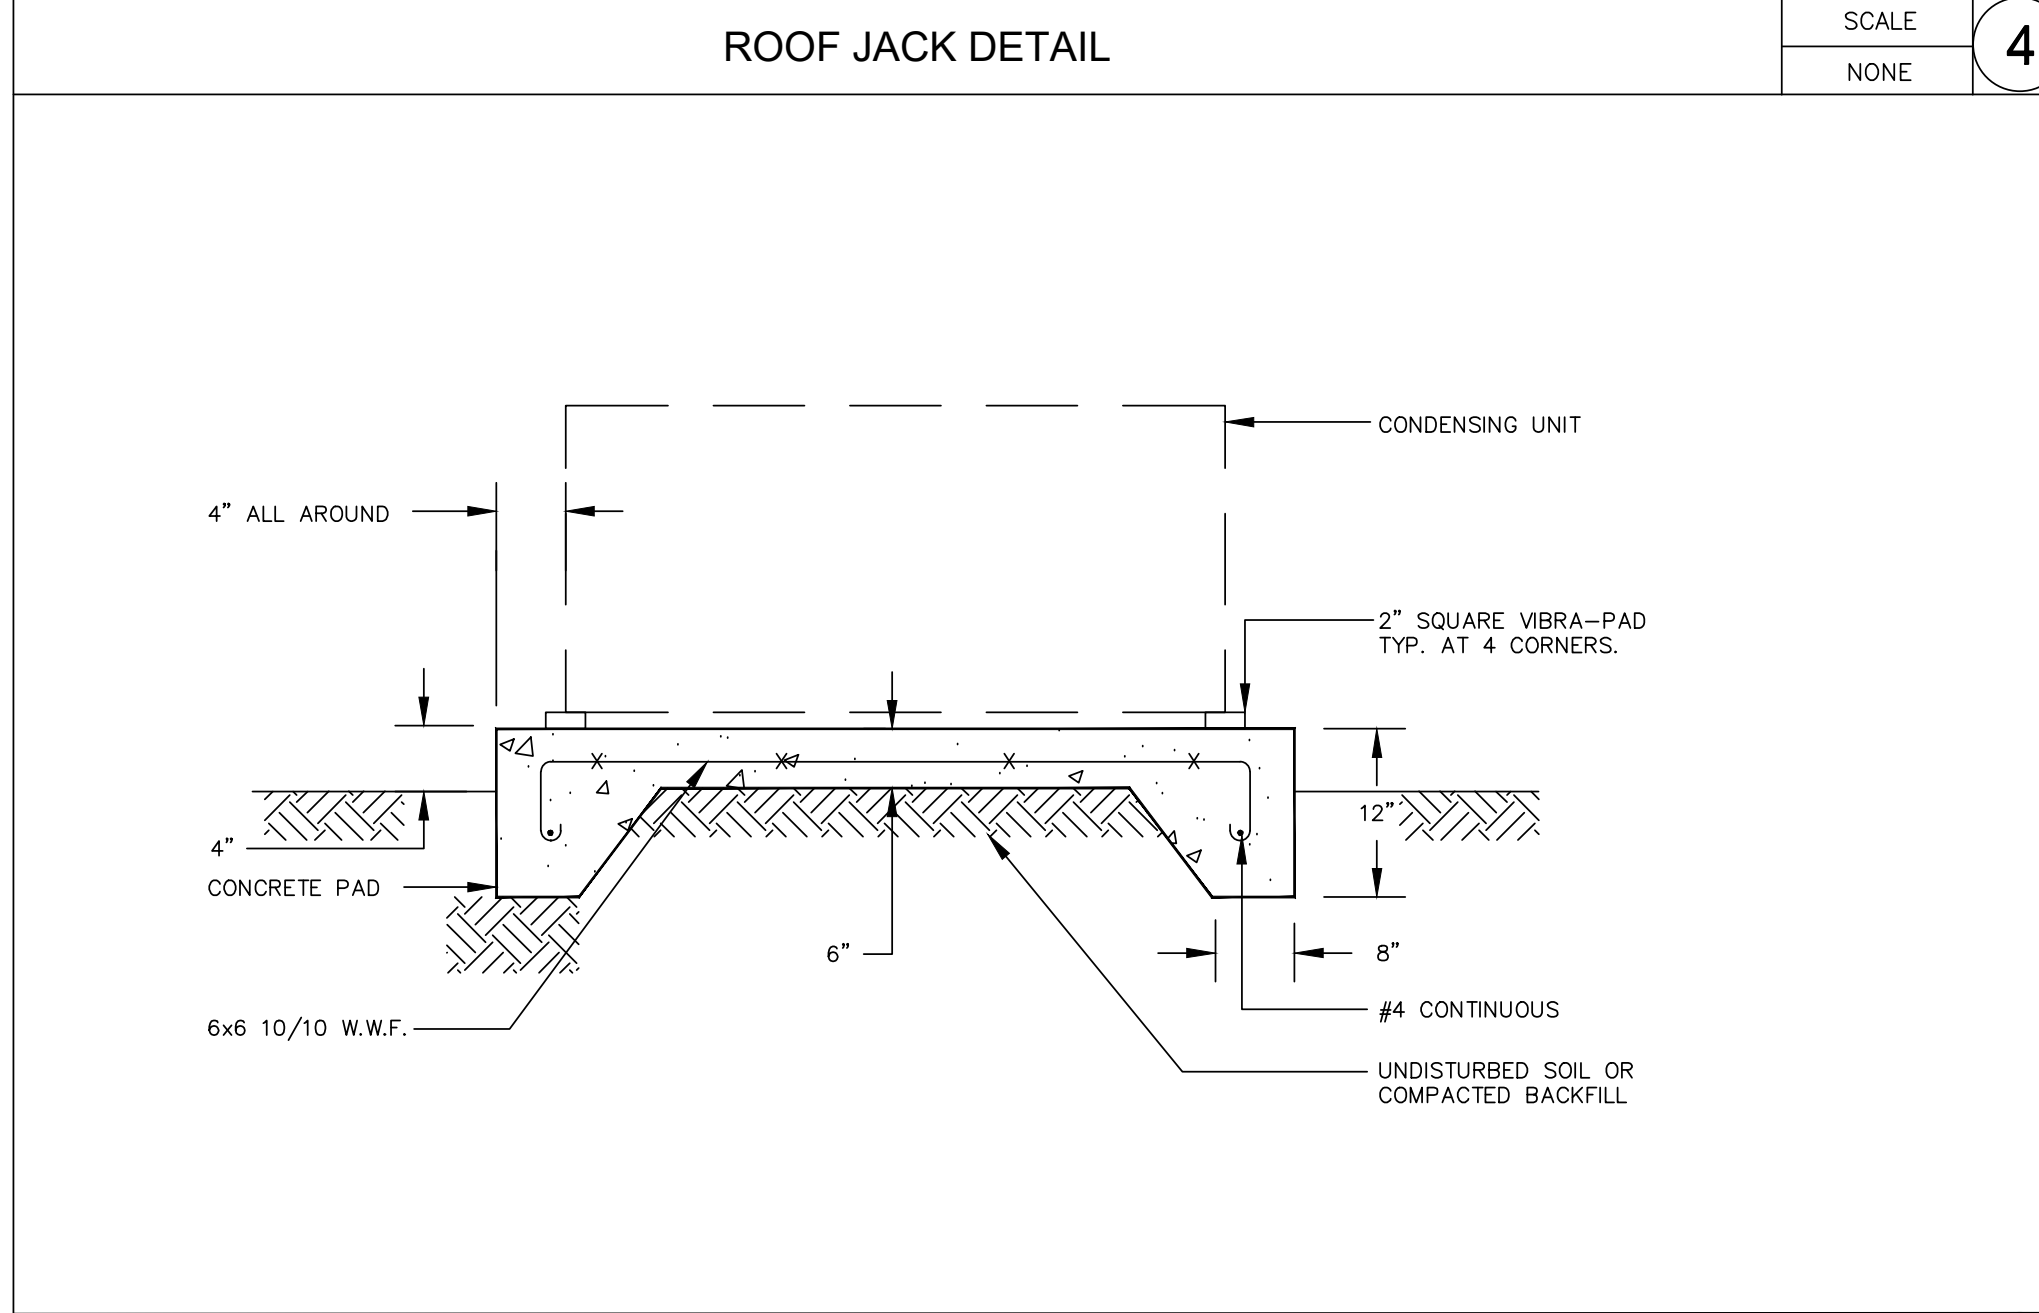 ROOF JACK DETAIL
SCALE
NONE
4
CONDENSING UNIT
4" ALL AROUND
2" SQUARE VIBRA-PAD
TYP. AT 4 CORNERS.
12"
4"
CONCRETE PAD
6"
8"
#4 CONTINUOUS
6x6 10/10 W.W.F.
UNDISTURBED SOIL OR
COMPACTED BACKFILL